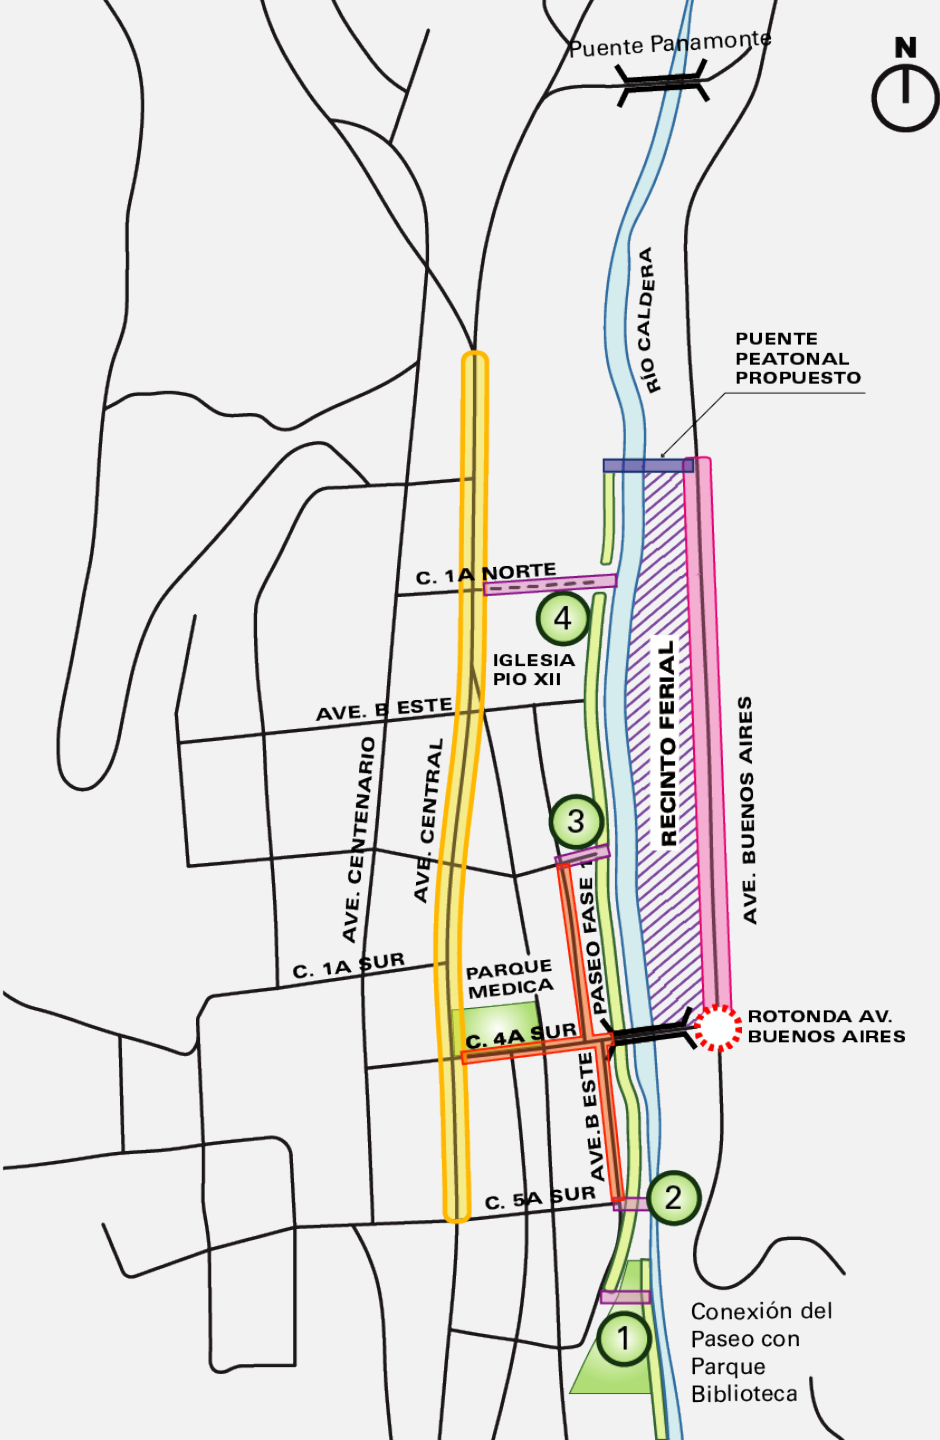 Puente Panamonte
N
RÍO CALDERA
PUENTE
PEATONAL
PROPUESTO
C. 1A NORTE
4
IGLESIA
PIO XII
RECINTO FERIAL
AVE. B ESTE
AVE. CENTENARIO
AVE. CENTRAL
AVE. BUENOS AIRES
3
PASEO FASE 1
C. 1A SUR
PARQUE
MEDICA
C. 4A SUR
ROTONDA AV.
BUENOS AIRES
AVE.B ESTE
C. 5A SUR
2
1
Conexión del
Paseo con
Parque
Biblioteca